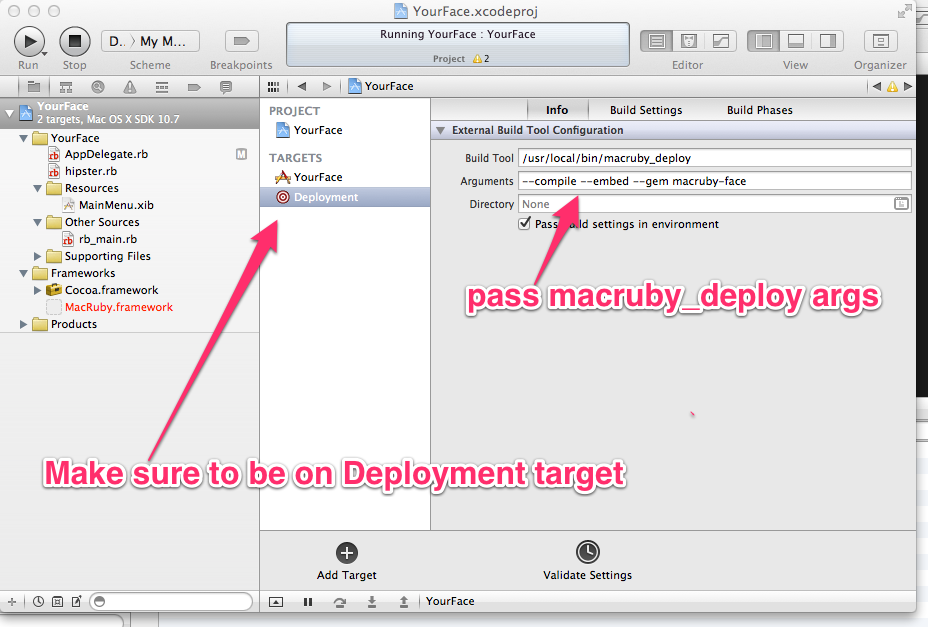 YourFace.xcodeproj
Running YourFace : YourFace
D.. 〉 My M...
Project 2
Run Stop Scheme Breakpoints Editor View Organizer
YourFace
YourFace
2 targets, Mac OS X SDK 10.7
YourFace
AppDelegate.rb M
hipster.rb
Resources
MainMenu.xib
Other Sources
rb_main.rb
Supporting Files
Frameworks
Cocoa.framework
MacRuby.framework
Products
PROJECT
YourFace
TARGETS
YourFace
Deployment
Info Build Settings Build Phases
External Build Tool Configuration
Build Tool /usr/local/bin/macruby_deploy
Arguments --compile --embed --gem macruby-face
Directory None
Pass build settings in environment
pass macruby_deploy args
Make sure to be on Deployment target
Add Target Validate Settings
YourFace